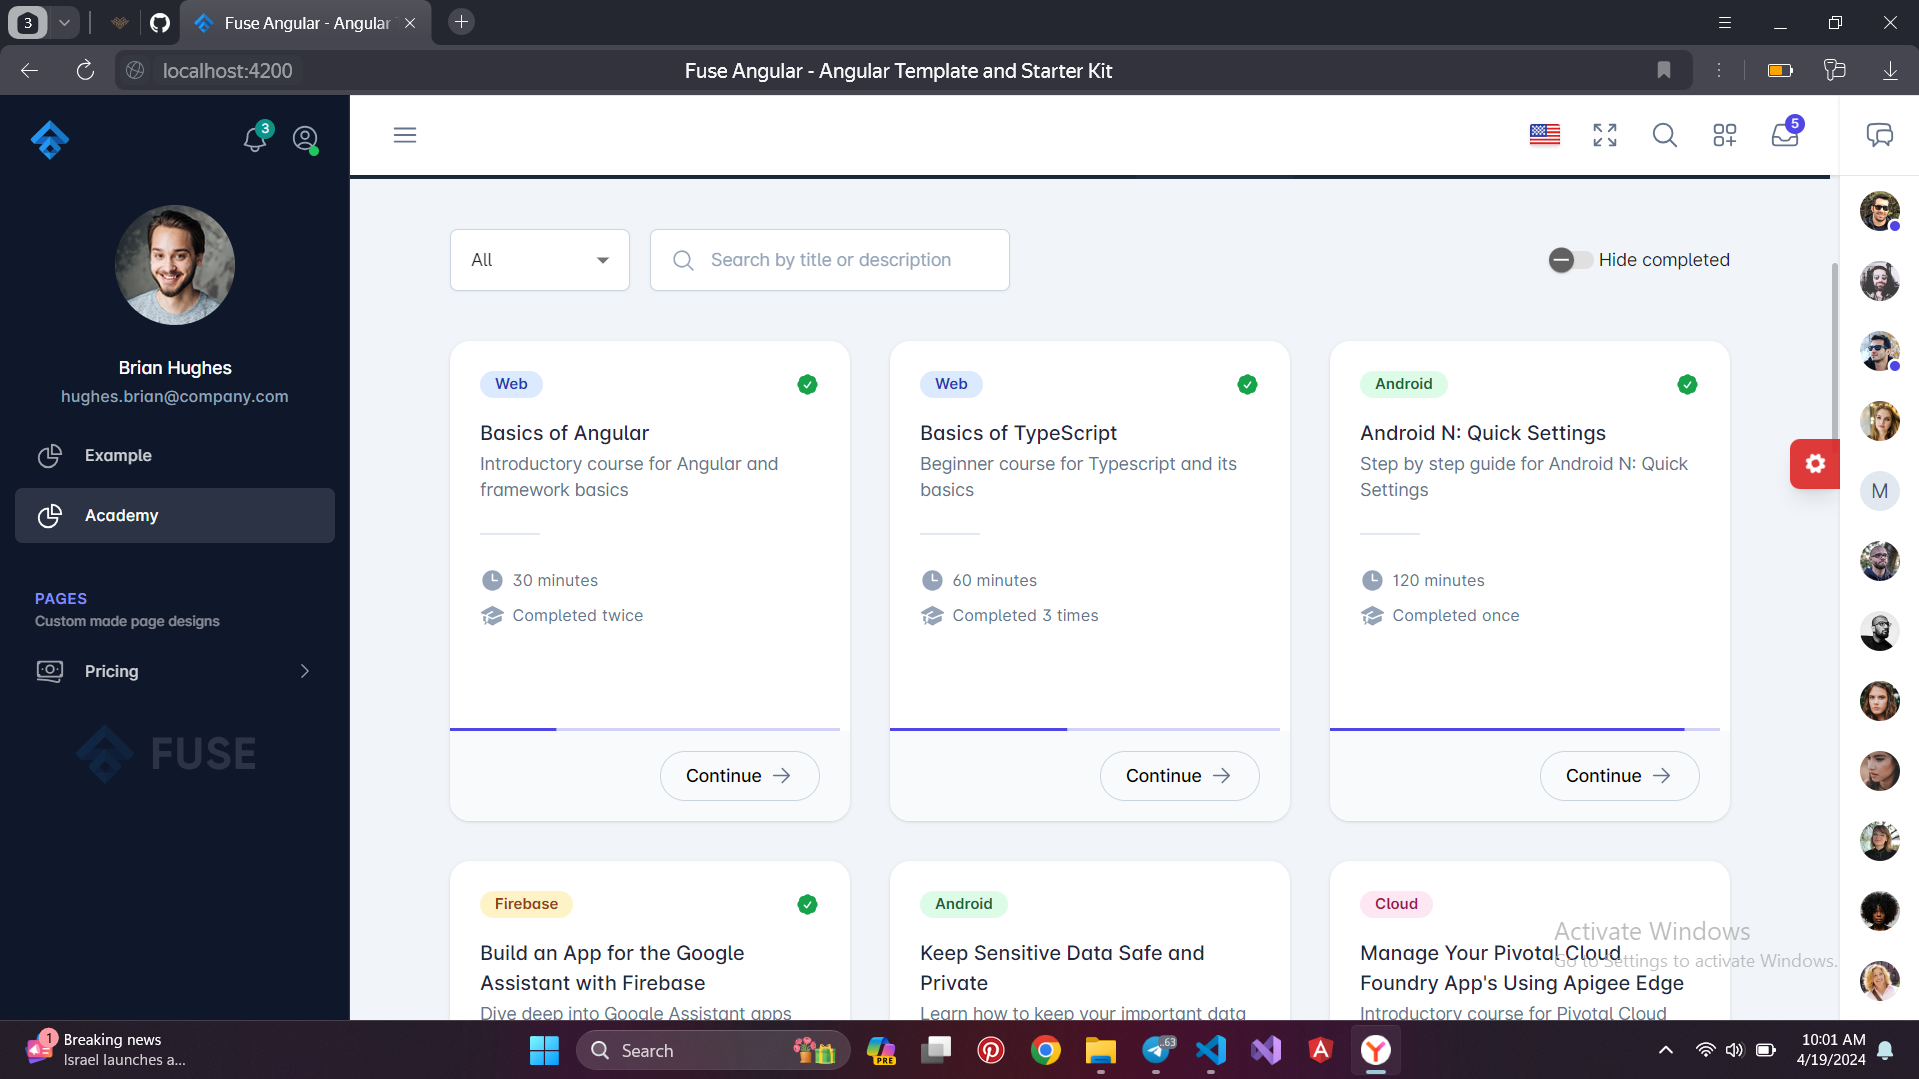 3
Fuse Angular - Angular
localhost:4200
Fuse Angular - Angular Template and Starter Kit
3
5
Brian Hughes
hughes.brian@company.com
Example
Academy
PAGES
Custom made page designs
Pricing
FUSE
All
Search by title or description
Hide completed
Web
Basics of Angular
Introductory course for Angular and
framework basics
30 minutes
Completed twice
Continue
Web
Basics of TypeScript
Beginner course for Typescript and its
basics
60 minutes
Completed 3 times
Continue
Android
Android N: Quick Settings
Step by step guide for Android N: Quick
Settings
120 minutes
Completed once
Continue
Firebase
Build an App for the Google
Assistant with Firebase
Dive deep into Google Assistant apps
Android
Keep Sensitive Data Safe and
Private
Learn how to keep your important data
Cloud
Manage Your Pivotal Cloud
Foundry App's Using Apigee Edge
Introductory course for Pivotal Cloud
M
Activate Windows
Go to Settings to activate Windows.
1
Breaking news
Israel launches a...
Search
PRE
63
10:01 AM
4/19/2024